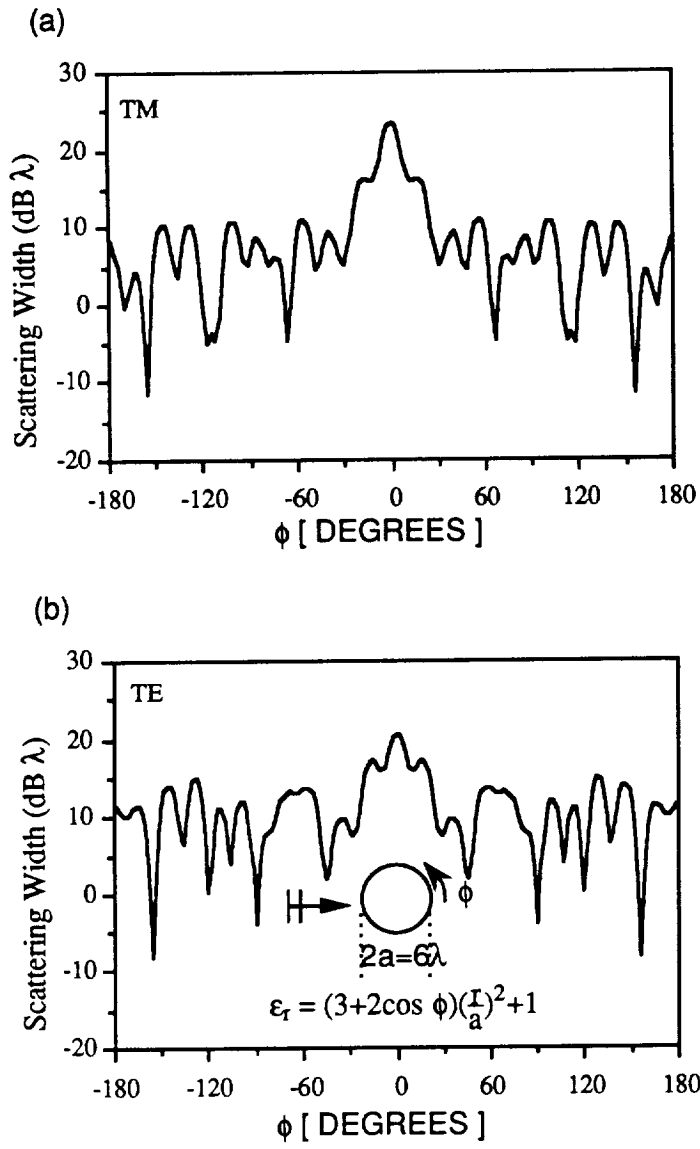 (a)
30
TM
20
10
0
-10
-20
Scattering Width (dB λ)
-180 -120 -60 0 60 120 180
ϕ [ DEGREES ]
(b)
30
TE
20
10
0
-10
-20
Scattering Width (dB λ)
ϕ
2a=6λ
εr = (3+2cos ϕ)(r/a)²+1
-180 -120 -60 0 60 120 180
ϕ [ DEGREES ]